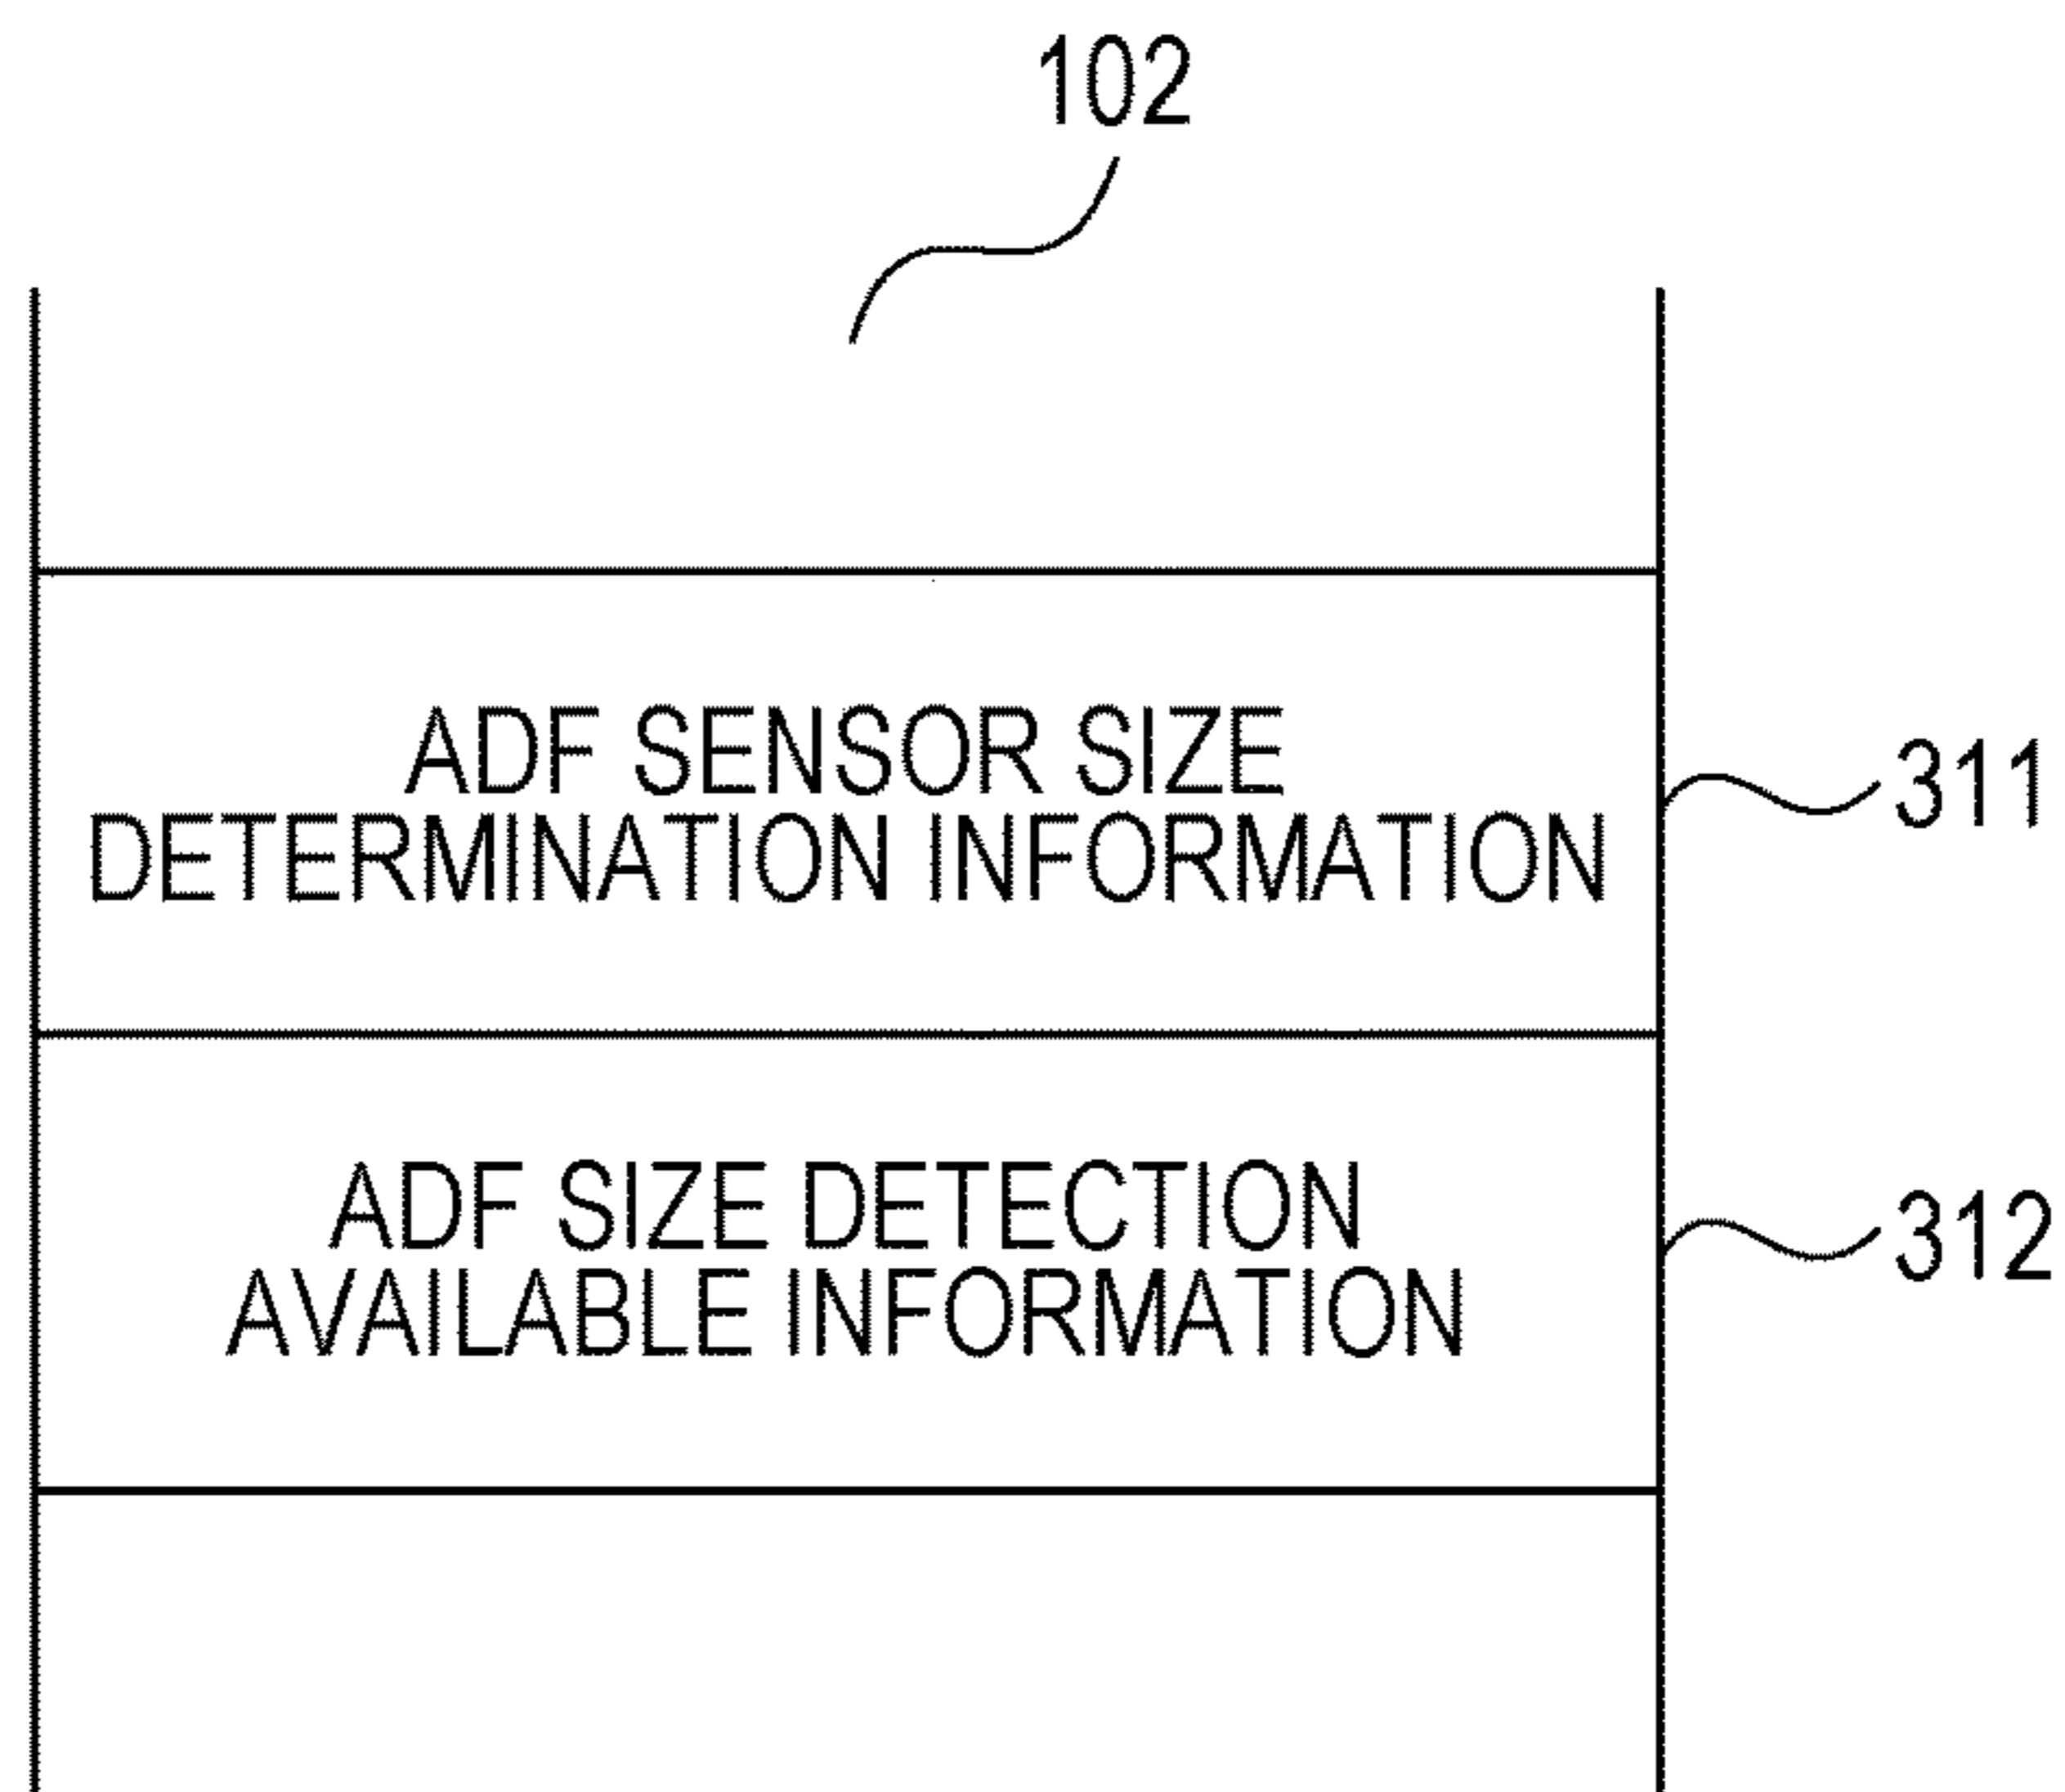 102
ADF SENSOR SIZE
DETERMINATION INFORMATION
311
ADF SIZE DETECTION
AVAILABLE INFORMATION
312